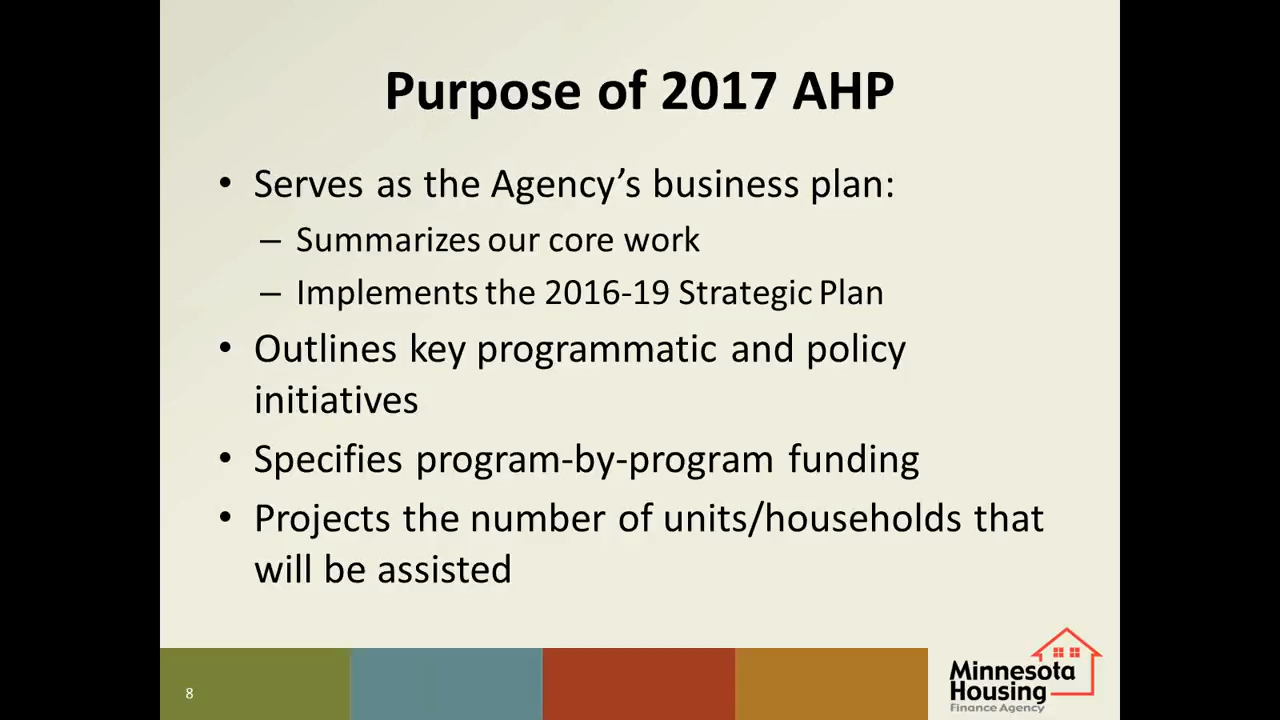 Purpose of 2017 AHP
• Serves as the Agency’s business plan:
– Summarizes our core work
– Implements the 2016-19 Strategic Plan
• Outlines key programmatic and policy
initiatives
• Specifies program-by-program funding
• Projects the number of units/households that
will be assisted
8
Minnesota
Housing
Finance Agency